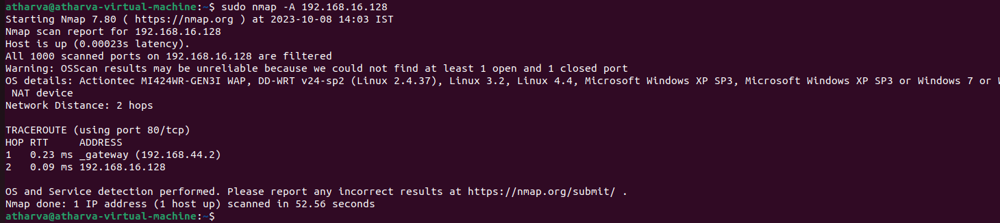 atharva@atharva-virtual-machine:~$ sudo nmap -A 192.168.16.128
Starting Nmap 7.80 ( https://nmap.org ) at 2023-10-08 14:03 IST
Nmap scan report for 192.168.16.128
Host is up (0.00023s latency).
All 1000 scanned ports on 192.168.16.128 are filtered
Warning: OSScan results may be unreliable because we could not find at least 1 open and 1 closed port
OS details: Actiontec MI424WR-GEN3I WAP, DD-WRT v24-sp2 (Linux 2.4.37), Linux 3.2, Linux 4.4, Microsoft Windows XP SP3, Microsoft Windows XP SP3 or Windows 7 or
NAT device
Network Distance: 2 hops
TRACEROUTE (using port 80/tcp)
HOP RTT     ADDRESS
1   0.23 ms _gateway (192.168.44.2)
2   0.09 ms 192.168.16.128
OS and Service detection performed. Please report any incorrect results at https://nmap.org/submit/ .
Nmap done: 1 IP address (1 host up) scanned in 52.56 seconds
atharva@atharva-virtual-machine:~$